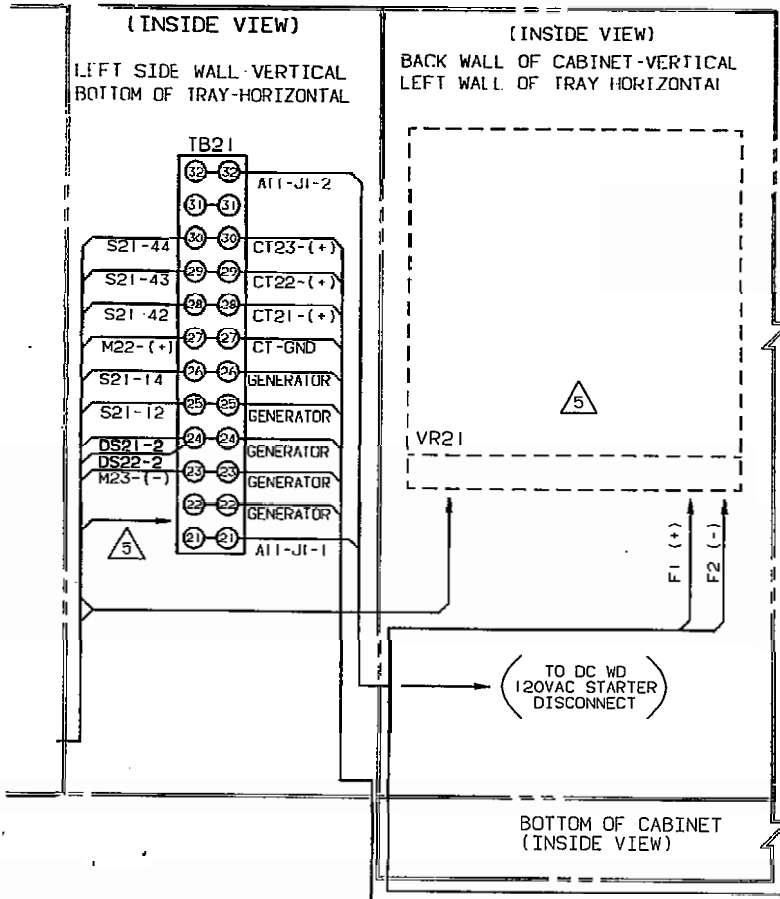 (INSIDE VIEW)
LEFT SIDE WALL-VERTICAL
BOTTOM OF TRAY-HORIZONTAL
(INSIDE VIEW)
BACK WALL OF CABINET-VERTICAL
LEFT WALL OF TRAY HORIZONTAL
TB21
32 32 A11-J1-2
31 31
S21-44 30 30 CT23-(+)
S21-43 29 29 CT22-(+)
S21-42 28 28 CT21-(+)
M22-(+) 27 27 CT-GND
S21-14 26 26 GENERATOR
S21-12 25 25 GENERATOR
DS21-2 24 24 GENERATOR
DS22-2
M23-(-) 23 23 GENERATOR
22 22 GENERATOR
21 21 A11-J1-1
5
5
VR21
F1 (+)
F2 (-)
TO DC WD
120VAC STARTER
DISCONNECT
BOTTOM OF CABINET
(INSIDE VIEW)